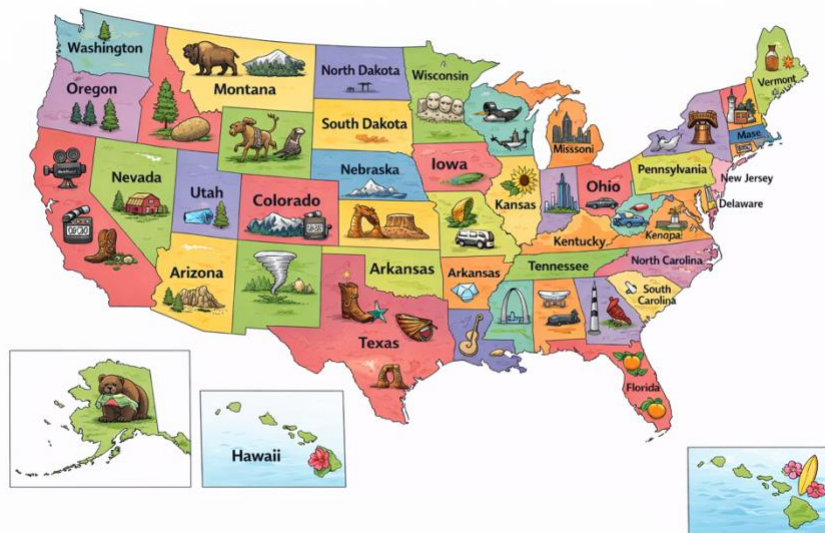 Washington
Montana
North Dakota
Wisconsin
Vermont
Oregon
South Dakota
Missoni
Mase
Nevada
Utah
Nebraska
Iowa
Ohio
Pennsylvania
New Jersey
Colorado
Kansas
Delaware
Kentucky
Kenapa
Arizona
Arkansas
Arkansas
Tennessee
North Carolina
South
Carolina
Texas
Florida
Hawaii